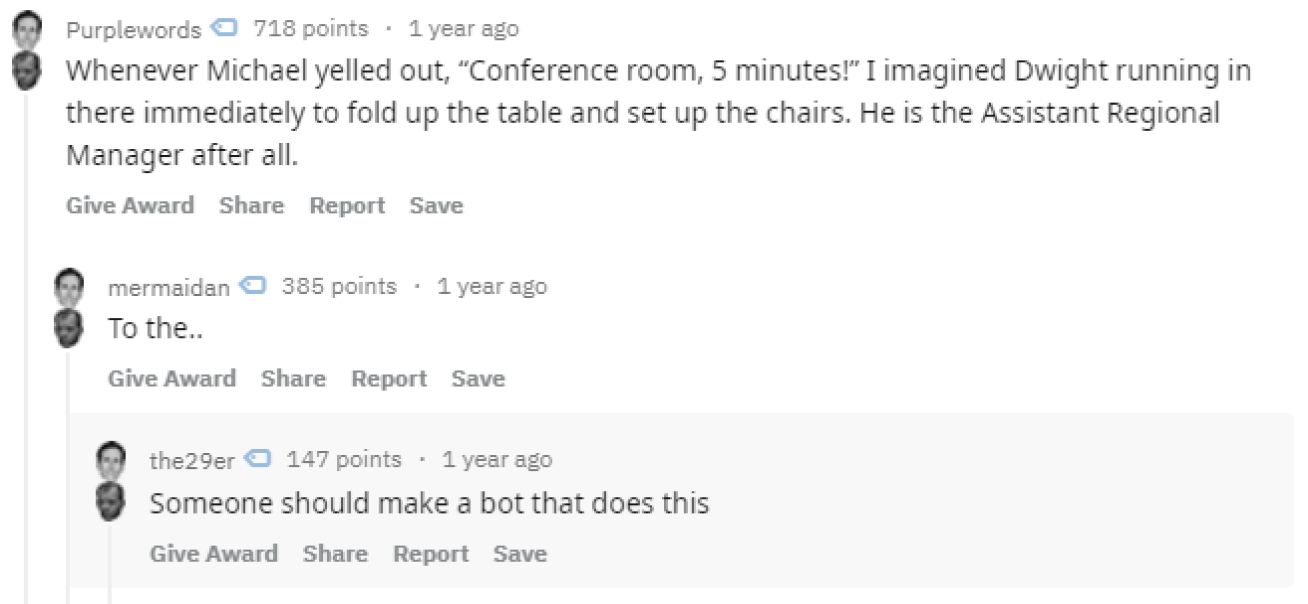 Purplewords 718 points · 1 year ago
Whenever Michael yelled out, “Conference room, 5 minutes!” I imagined Dwight running in
there immediately to fold up the table and set up the chairs. He is the Assistant Regional
Manager after all.
Give Award Share Report Save
mermaidan 385 points · 1 year ago
To the..
Give Award Share Report Save
the29er 147 points · 1 year ago
Someone should make a bot that does this
Give Award Share Report Save